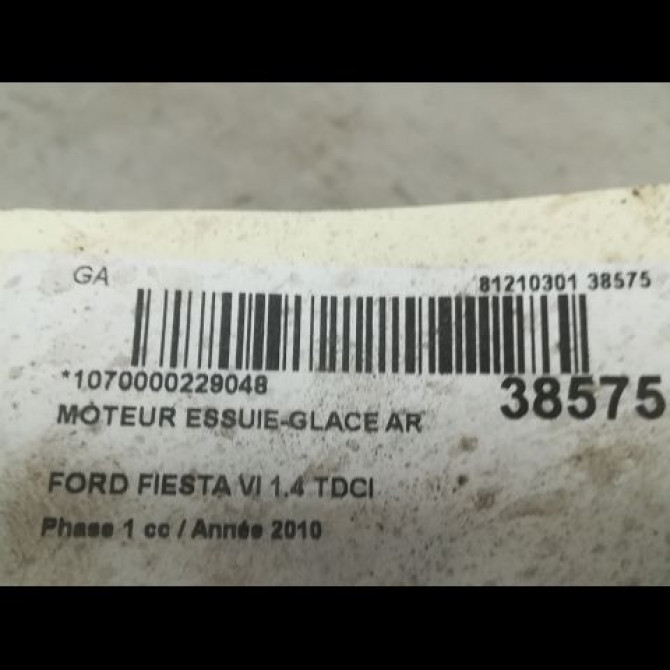 GA
81210301 38575
*1070000229048
38575
MOTEUR ESSUIE-GLACE AR
FORD FIESTA VI 1.4 TDCI
Phase 1 cc / Année 2010